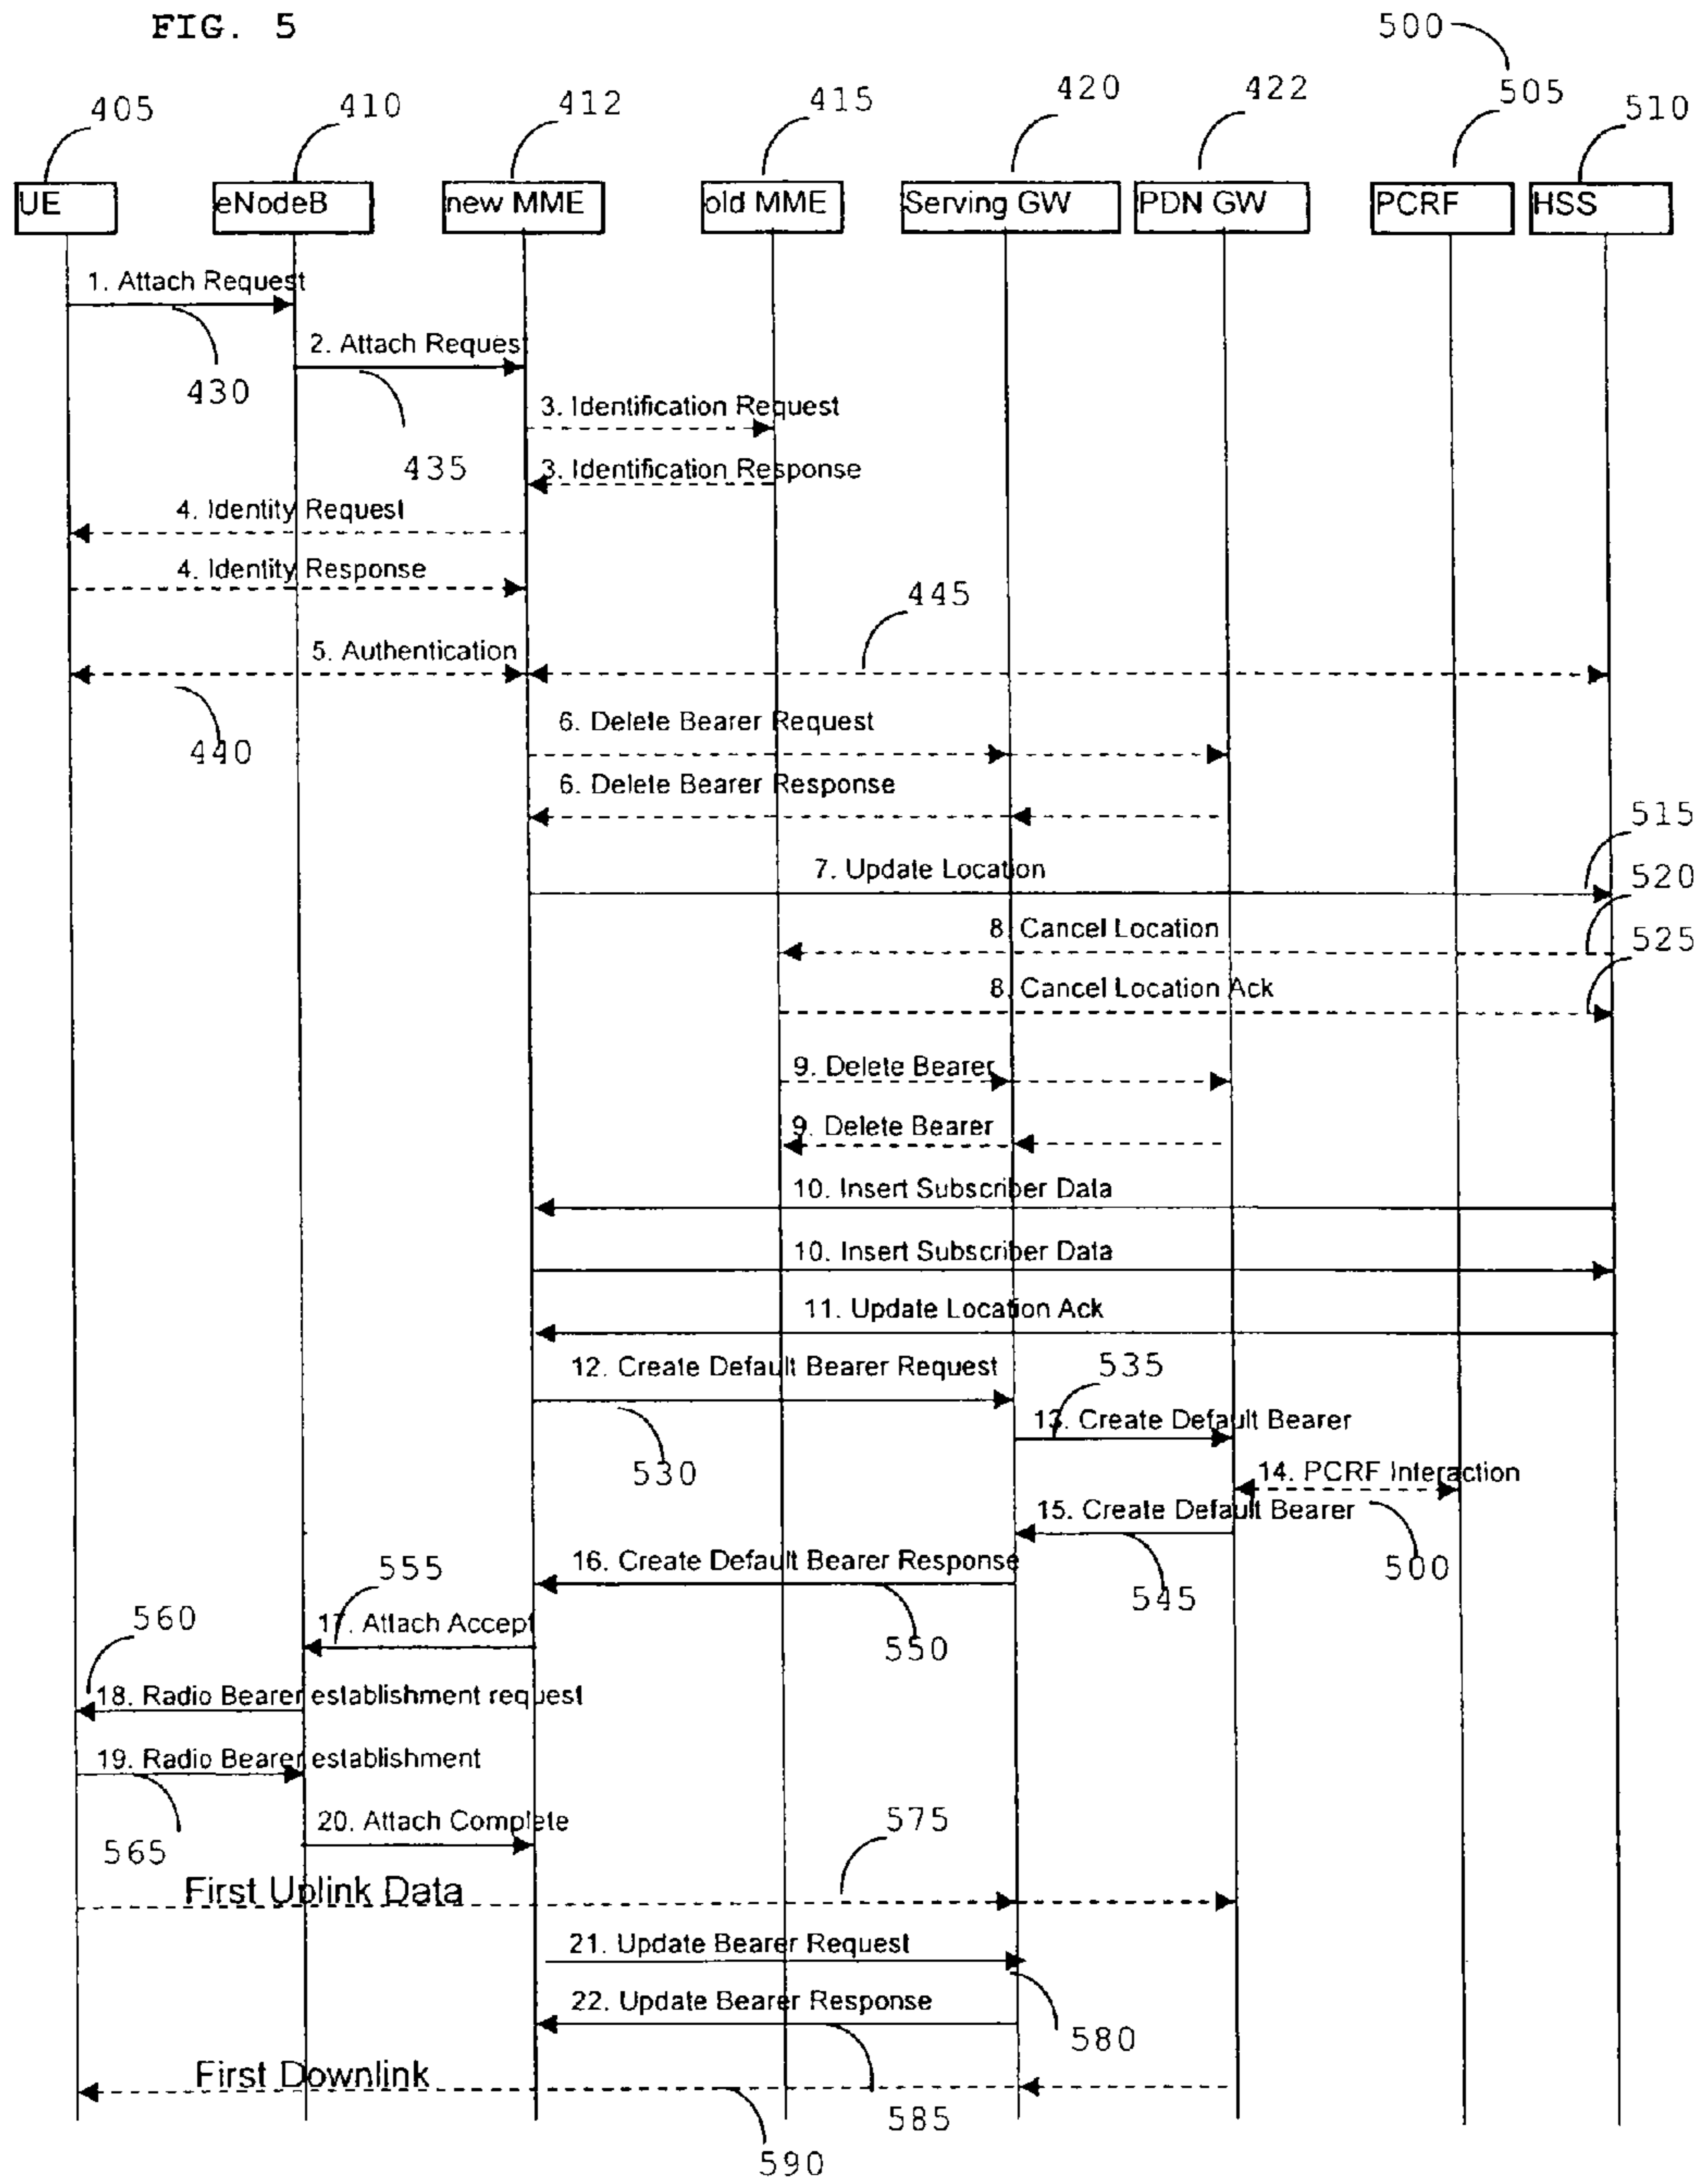 FIG. 5
500
405
410
412
415
420
422
505
510
UE
eNodeB
new MME
old MME
Serving GW
PDN GW
PCRF
HSS
1. Attach Request
430
2. Attach Reques
435
3. Identification Request
3. Identification Response
4. Identity Request
4. Identity Response
445
5. Authentication
440
6. Delete Bearer Request
6. Delete Bearer Response
515
7. Update Location
520
8. Cancel Location
525
8. Cancel Location Ack
9. Delete Bearer
9. Delete Bearer
10. Insert Subscriber Data
10. Insert Subscriber Data
11. Update Location Ack
12. Create Default Bearer Request
535
13. Create Default Bearer
530
14. PCRF Interaction
15. Create Default Bearer
500
545
16. Create Default Bearer Response
550
555
17. Attach Accept
560
18. Radio Bearer establishment request
19. Radio Bearer establishment
565
20. Attach Complete
575
First Uplink Data
21. Update Bearer Request
580
22. Update Bearer Response
585
First Downlink
590